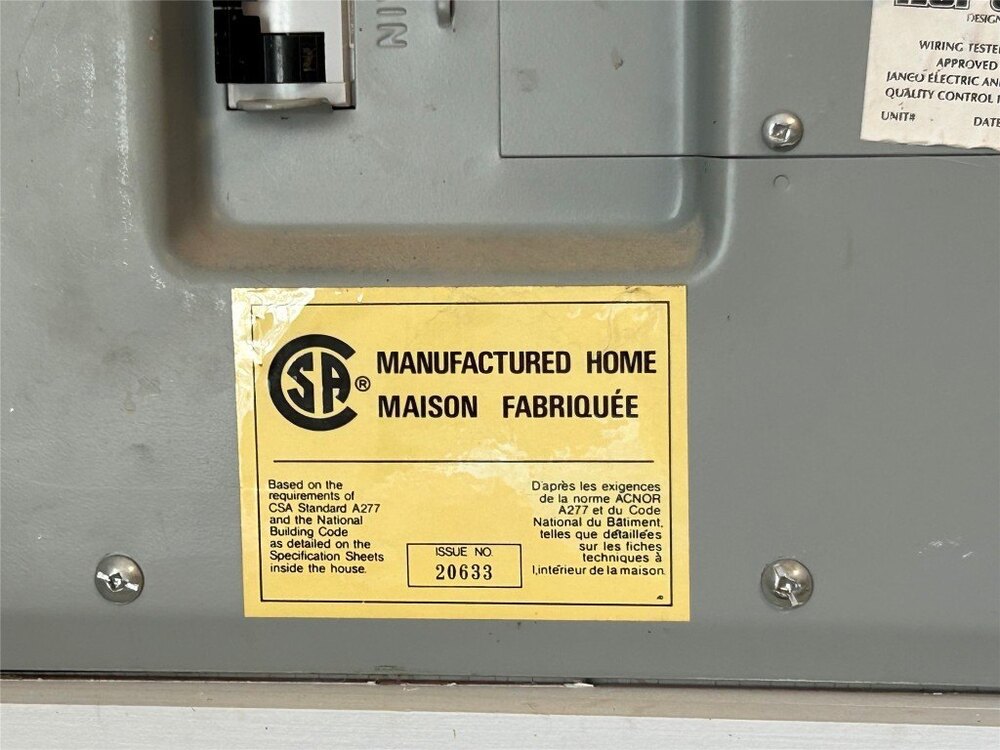 MAIN
DESIGN
WIRING TESTE
APPROVED
JANCO ELECTRIC AN
QUALITY CONTROL
UNIT# DATE
CSA ® MANUFACTURED HOME
MAISON FABRIQUÉE
Based on the
requirements of
CSA Standard A277
and the National
Building Code
as detailed on the
Specification Sheets
inside the house.
ISSUE NO.
20633
D'après les exigences
de la norme ACNOR
A277 et du Code
National du Bâtiment,
telles que détaillées
sur les fiches
techniques à
l,intérieur de la maison.